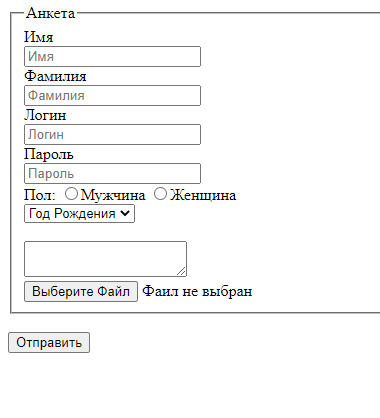 Анкета
Имя
Имя
Фамилия
Фамилия
Логин
Логин
Пароль
Пароль
Пол: Мужчина Женщина
Год Рождения
Выберите Файл Фаил не выбран
Отправить